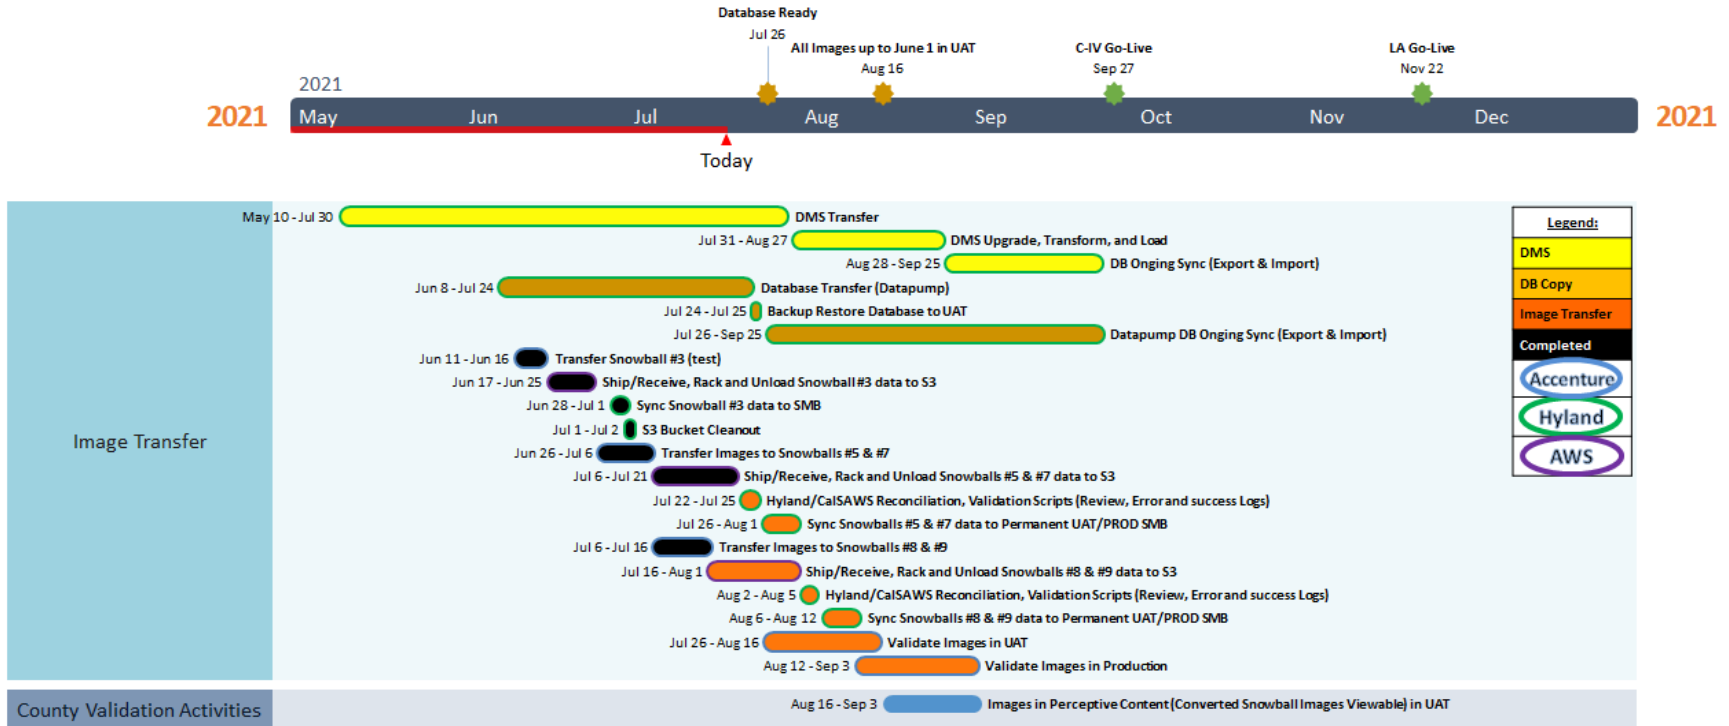 Database Ready
Jul 26
All Images up to June 1 in UAT
Aug 16
C-IV Go-Live
Sep 27
LA Go-Live
Nov 22
2021
2021 May Jun Jul Aug Sep Oct Nov Dec 2021
Today
Image Transfer
May 10 - Jul 30 DMS Transfer
Jul 31 - Aug 27 DMS Upgrade, Transform, and Load
Aug 28 - Sep 25 DB Onging Sync (Export & Import)
Jun 8 - Jul 24 Database Transfer (Datapump)
Jul 24 - Jul 25 Backup Restore Database to UAT
Jul 26 - Sep 25 Datapump DB Onging Sync (Export & Import)
Jun 11 - Jun 16 Transfer Snowball #3 (test)
Jun 17 - Jun 25 Ship/Receive, Rack and Unload Snowball #3 data to S3
Jun 28 - Jul 1 Sync Snowball #3 data to SMB
Jul 1 - Jul 2 S3 Bucket Cleanout
Jun 26 - Jul 6 Transfer Images to Snowballs #5 & #7
Jul 6 - Jul 21 Ship/Receive, Rack and Unload Snowballs #5 & #7 data to S3
Jul 22 - Jul 25 Hyland/CalSAWS Reconciliation, Validation Scripts (Review, Error and success Logs)
Jul 26 - Aug 1 Sync Snowballs #5 & #7 data to Permanent UAT/PROD SMB
Jul 6 - Jul 16 Transfer Images to Snowballs #8 & #9
Jul 16 - Aug 1 Ship/Receive, Rack and Unload Snowballs #8 & #9 data to S3
Aug 2 - Aug 5 Hyland/CalSAWS Reconciliation, Validation Scripts (Review, Error and success Logs)
Aug 6 - Aug 12 Sync Snowballs #8 & #9 data to Permanent UAT/PROD SMB
Jul 26 - Aug 16 Validate Images in UAT
Aug 12 - Sep 3 Validate Images in Production
Legend:
DMS
DB Copy
Image Transfer
Completed
Accenture
Hyland
AWS
County Validation Activities
Aug 16 - Sep 3 Images in Perceptive Content (Converted Snowball Images Viewable) in UAT